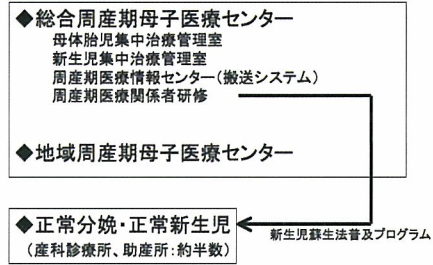 ◆総合周産期母子医療センター
母体胎児集中治療管理室
新生児集中治療管理室
周産期医療情報センター(搬送システム)
周産期医療関係者研修
◆地域周産期母子医療センター
◆正常分娩・正常新生児
(産科診療所、助産所:約半数)
新生児蘇生法普及プログラム